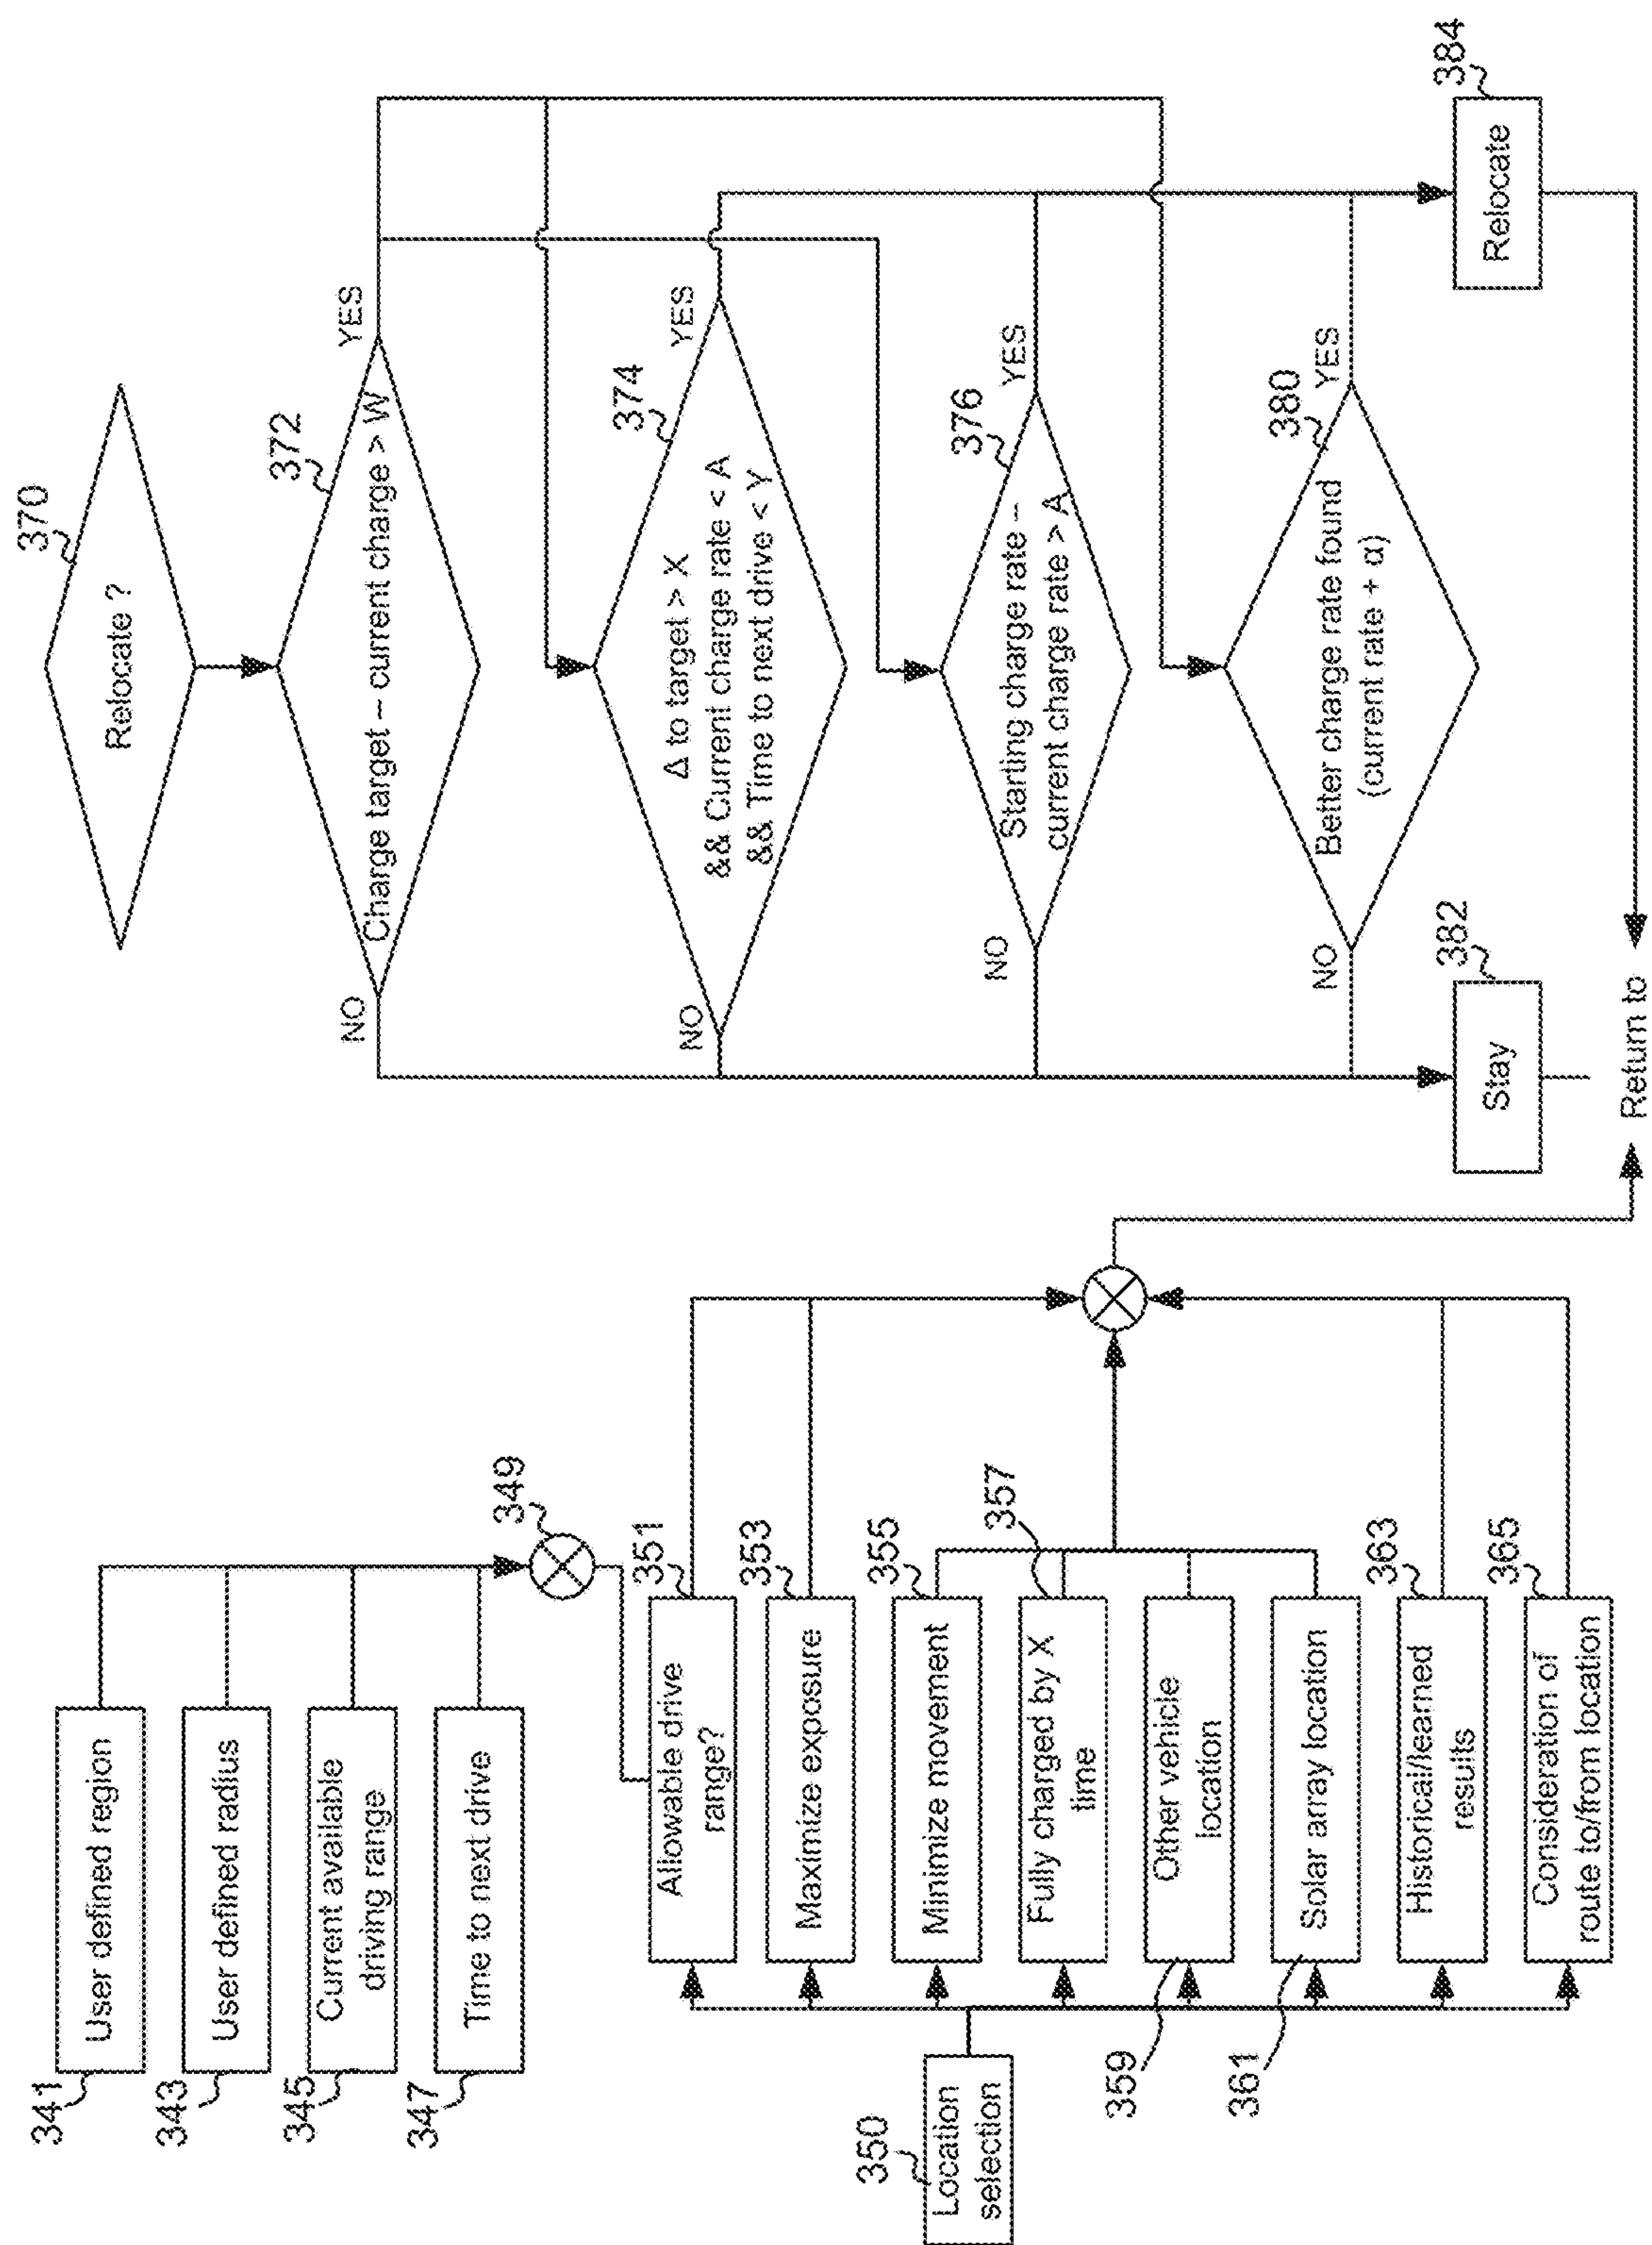 341
User defined region
343
User defined radius
345
Current available
driving range
347
Time to next drive
349
350
Location
selection
351
Allowable drive
range?
353
Maximize exposure
355
Minimize movement
357
Fully charged by X
time
359
Other vehicle
location
361
Solar array location
363
Historical/learned
results
365
Consideration of
route to/from location
370
Relocate ?
372
Charge target – current charge > W
NO
YES
374
Δ to target > X
&& Current charge rate < A
&& Time to next drive < Y
NO
YES
376
Starting charge rate –
current charge rate > A
NO
YES
380
Better charge rate found
(current rate + α)
NO
YES
382
Stay
384
Relocate
Return to